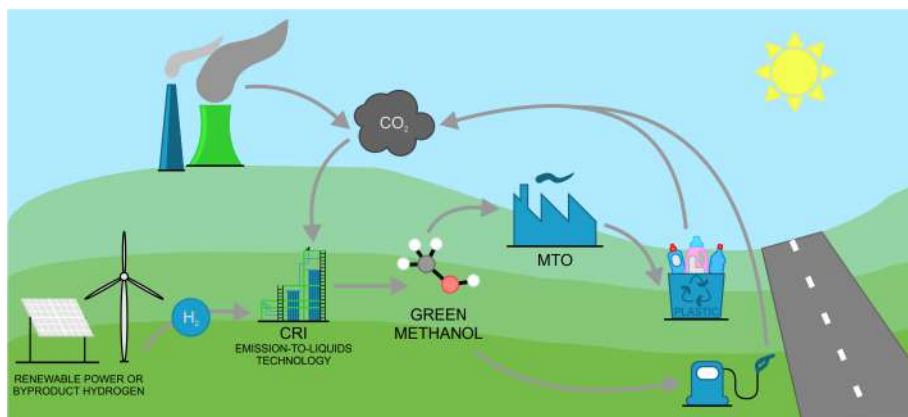 CO₂
MTO
PLASTIC
H₂
CRI
EMISSION-TO-LIQUIDS
TECHNOLOGY
GREEN
METHANOL
RENEWABLE POWER OR
BYPRODUCT HYDROGEN